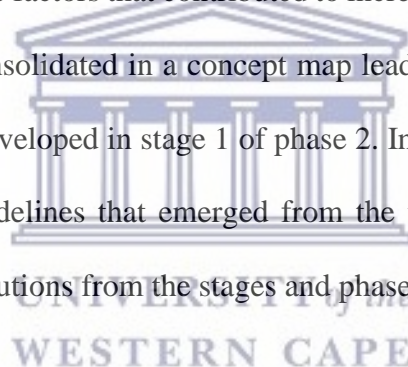 factors that contributed to
nsolidated in a concept map lead
veloped in stage 1 of phase 2. In
delines that emerged from the
utions from the stages and phase
UNIVERSITY of the
WESTERN CAPE